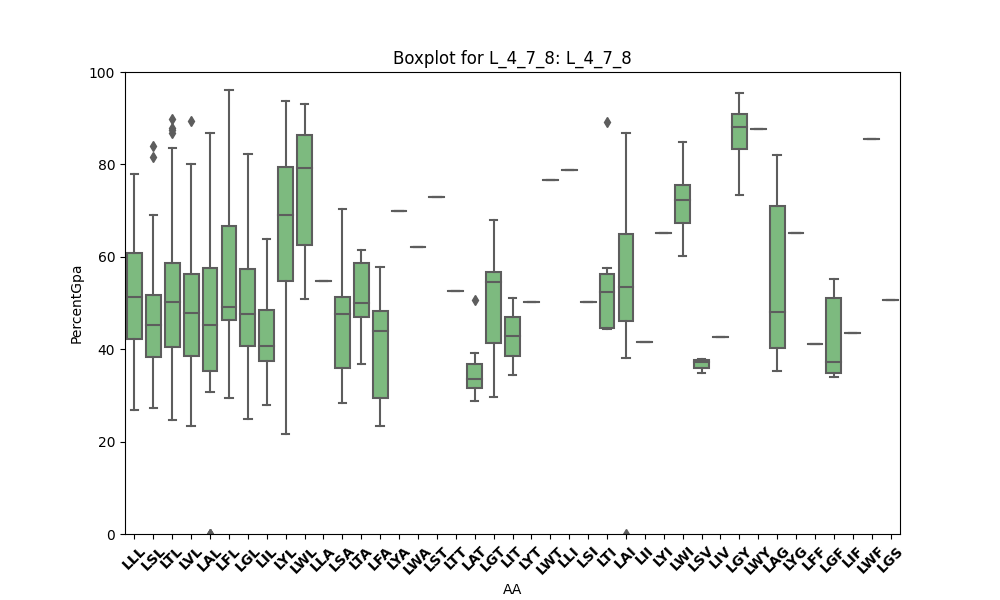 Boxplot for L_4_7_8: L_4_7_8
100
80
60
40
20
0
PercentGpa
LLL LSL LTL LVL LAL LFL LGL LIL LYL LWL LLA LSA LTA LFA LYA LWA LST LTT LAT LGT LIT LYT LWT LLI LSI LTI LAI LII LYI LWI LSV LIV LGY LWY LAG LYG LFF LGF LIF LWF LGS
AA